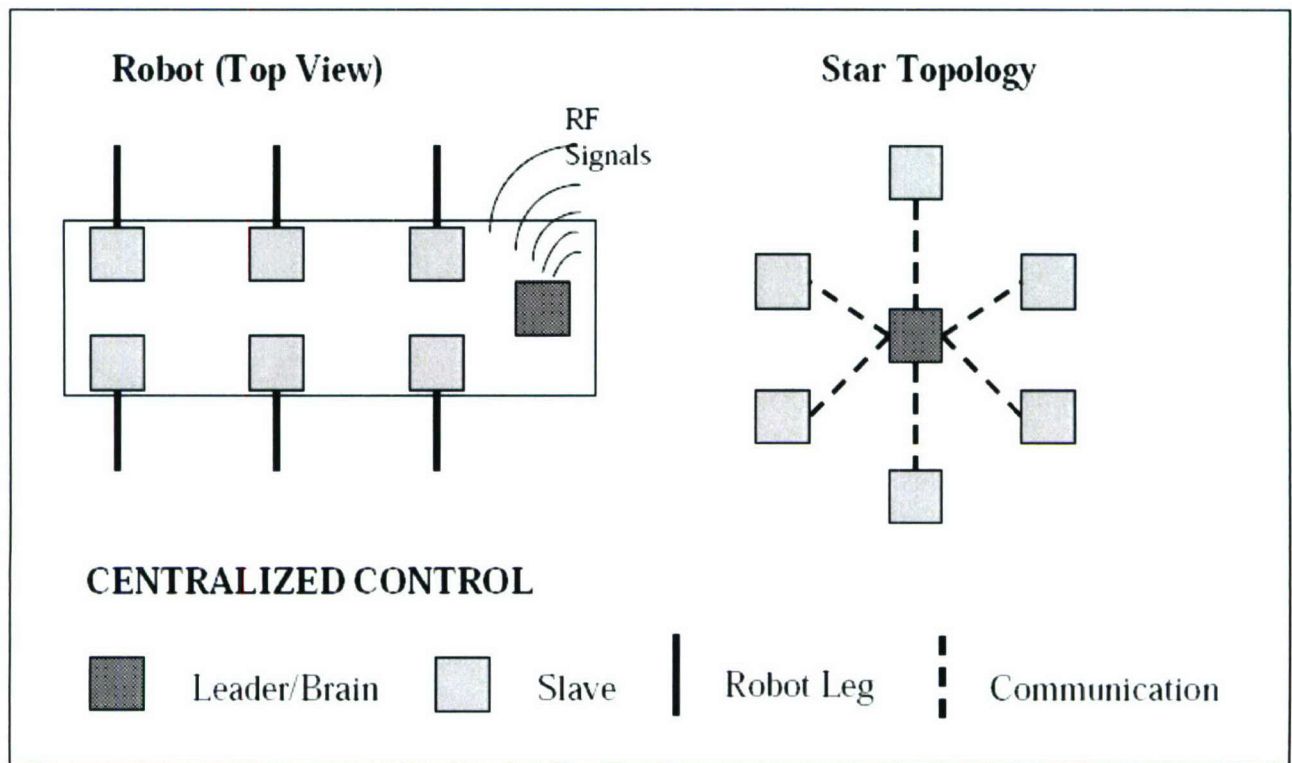 Robot (Top View)
Star Topology
RF
Signals
CENTRALIZED CONTROL
Leader/Brain
Slave
Robot Leg
Communication